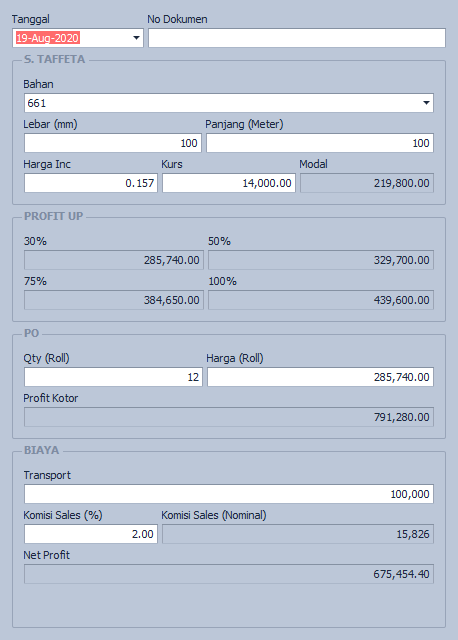 Tanggal No Dokumen
19-Aug-2020
S. TAFFETA
Bahan
661
Lebar (mm) Panjang (Meter)
100 100
Harga Inc Kurs Modal
0.157 14,000.00 219,800.00
PROFIT UP
30% 50%
285,740.00 329,700.00
75% 100%
384,650.00 439,600.00
PO
Qty (Roll) Harga (Roll)
12 285,740.00
Profit Kotor
791,280.00
BIAYA
Transport
100,000
Komisi Sales (%) Komisi Sales (Nominal)
2.00 15,826
Net Profit
675,454.40